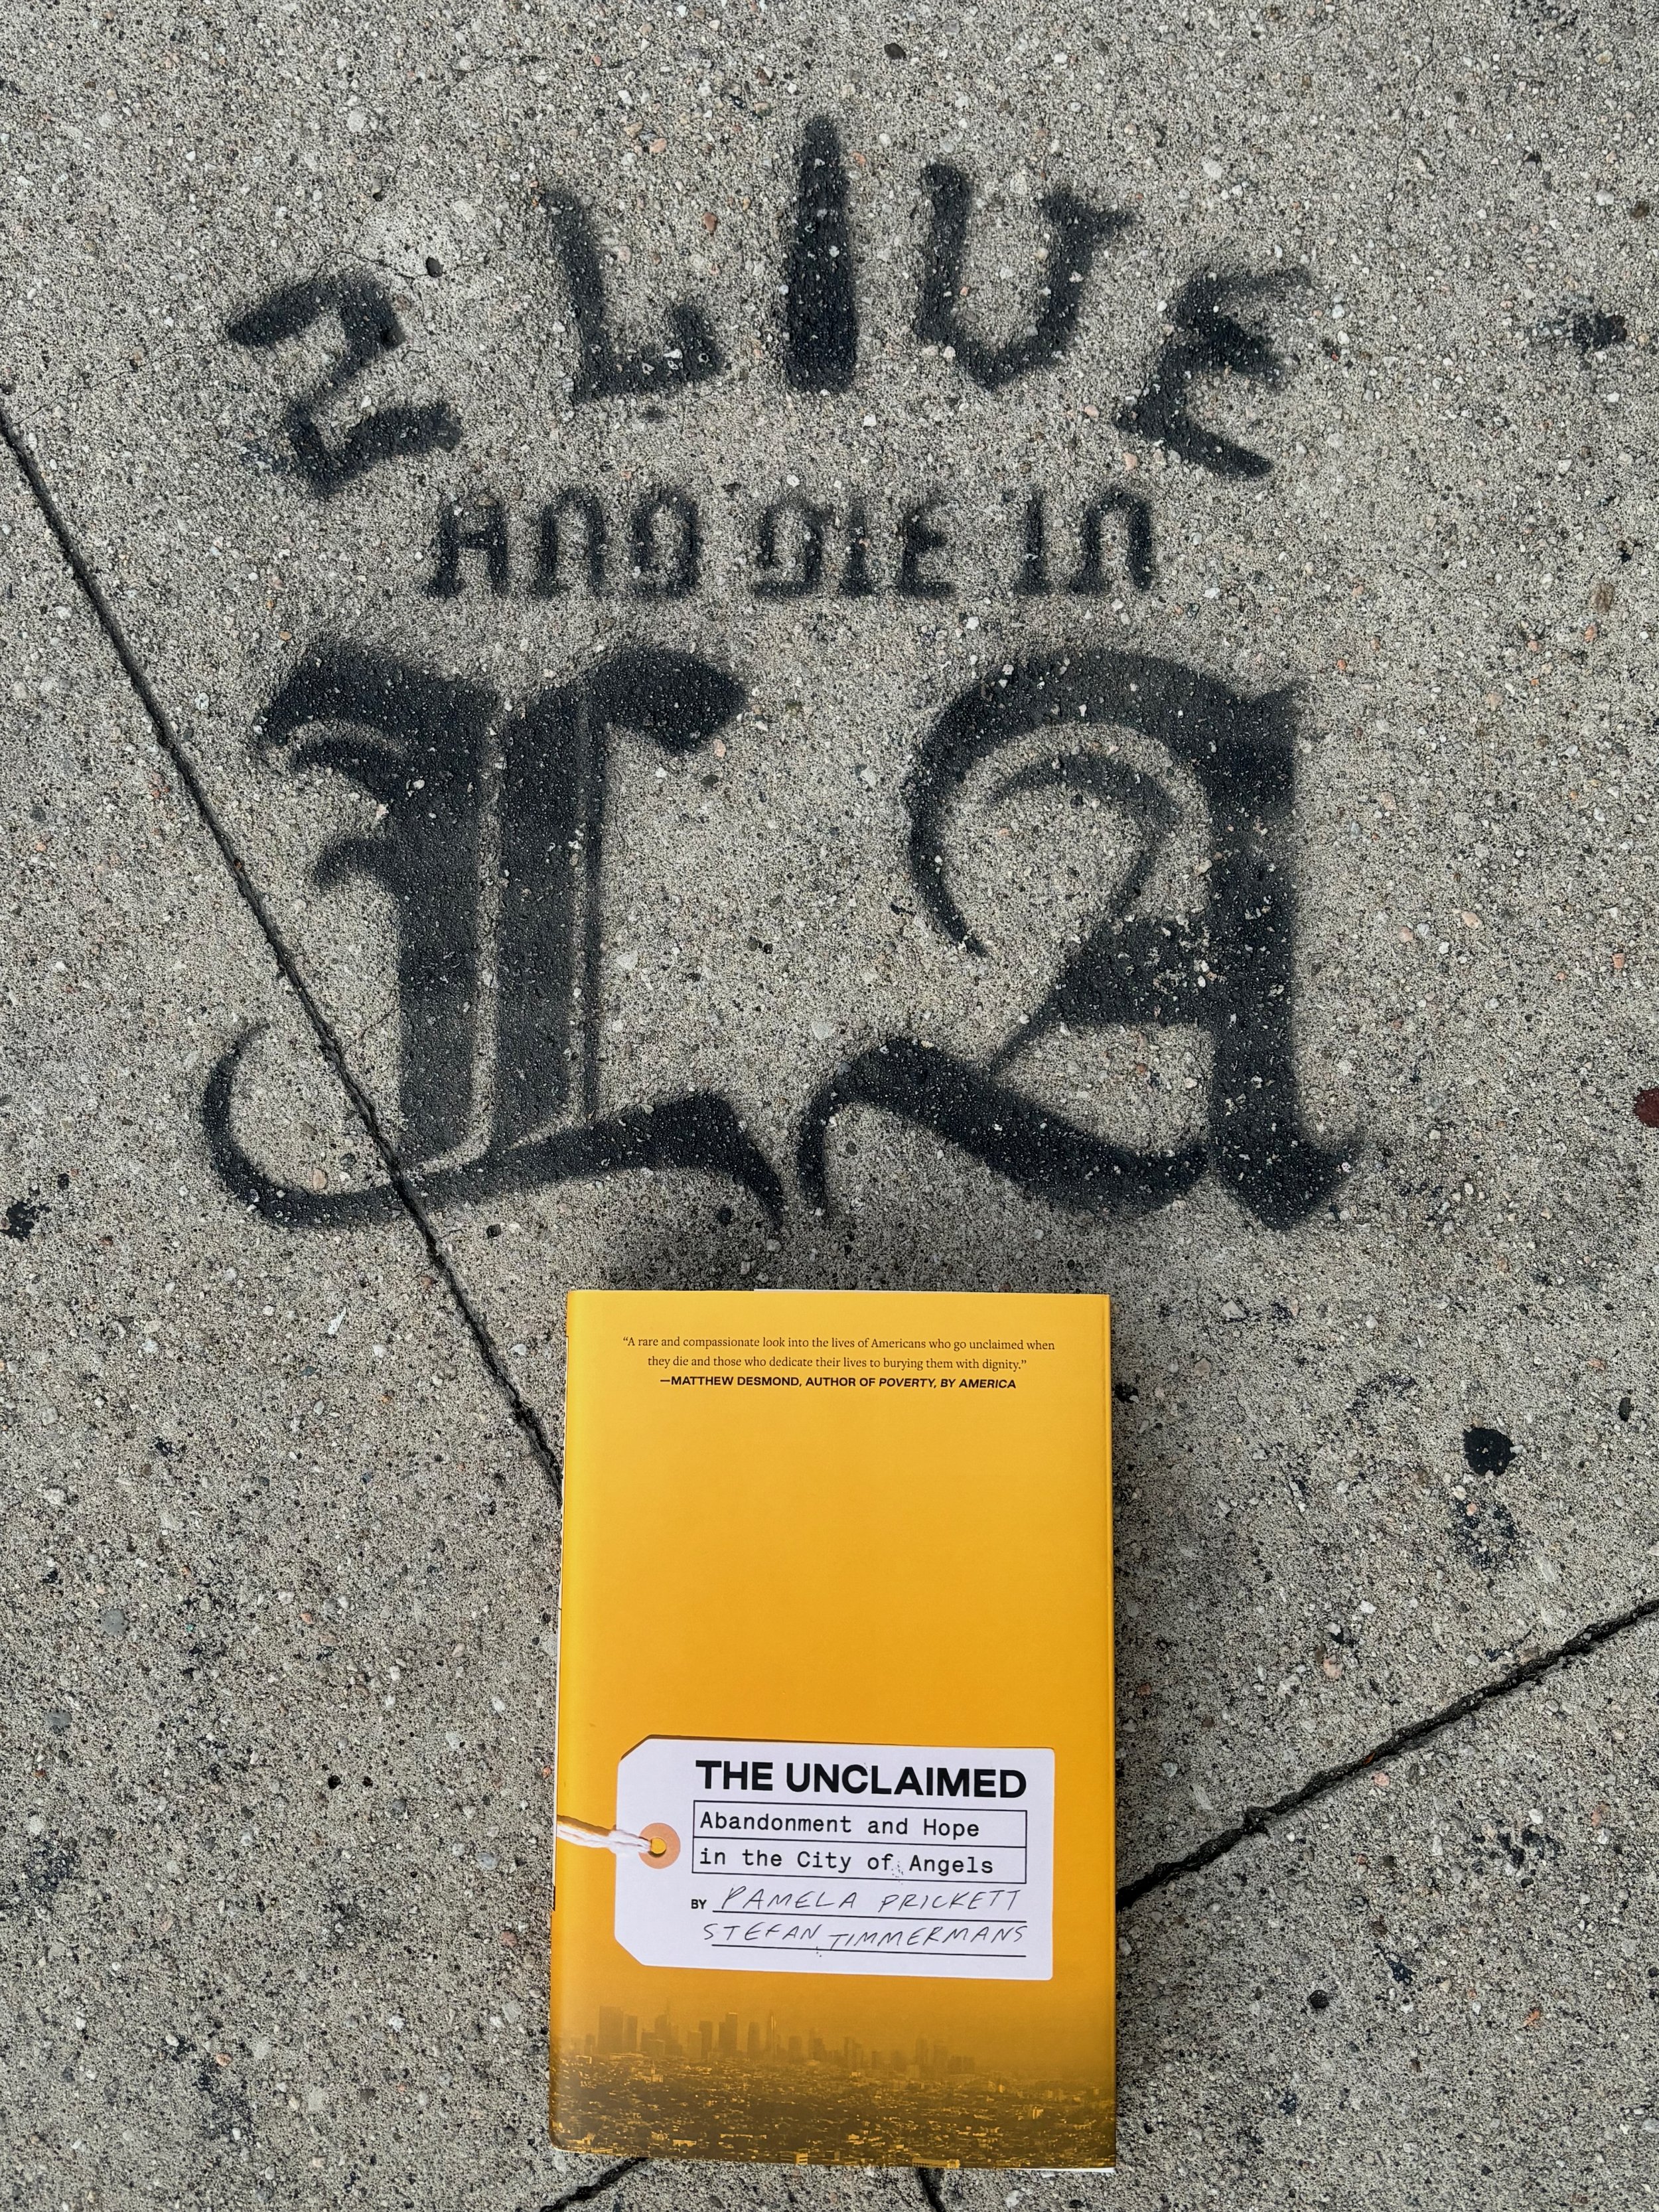 2 LIVE
AND DIE IN
LA
“A rare and compassionate look into the lives of Americans who go unclaimed when
they die and those who dedicate their lives to burying them with dignity.”
—MATTHEW DESMOND, AUTHOR OF POVERTY, BY AMERICA
THE UNCLAIMED
Abandonment and Hope
in the City of Angels
BY PAMELA PRICKETT
STEFAN TIMMERMANS